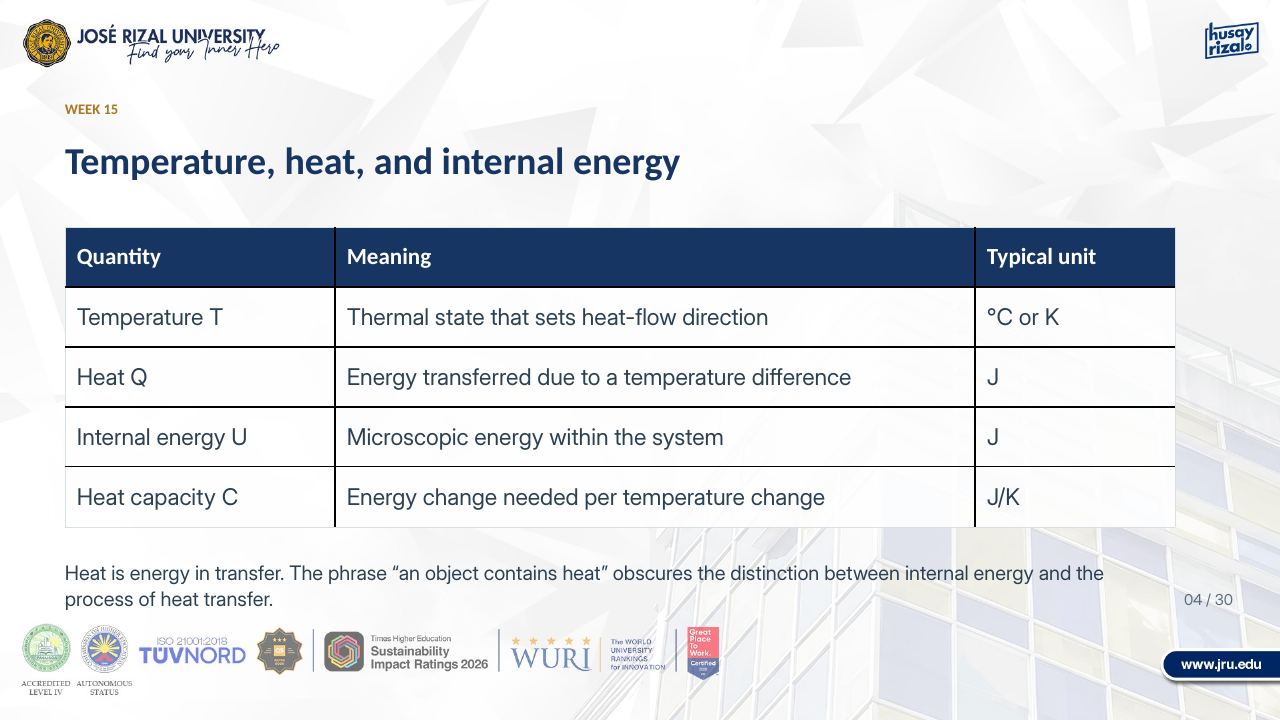 JOSÉ RIZAL UNIVERSITY
Find your Inner Hero
husay
rizal
WEEK 15
Temperature, heat, and internal energy
Quantity Meaning Typical unit
Temperature T Thermal state that sets heat-flow direction °C or K
Heat Q Energy transferred due to a temperature difference J
Internal energy U Microscopic energy within the system J
Heat capacity C Energy change needed per temperature change J/K
Heat is energy in transfer. The phrase “an object contains heat” obscures the distinction between internal energy and the
process of heat transfer.
04 / 30
ACCREDITED
LEVEL IV
AUTONOMOUS
STATUS
ISO 21001:2018
TÜVNORD
Times Higher Education
Sustainability
Impact Ratings 2026
WURI
The WORLD
UNIVERSITY
RANKINGS
for INNOVATION
Great
Place
To
Work.
Certified
www.jru.edu